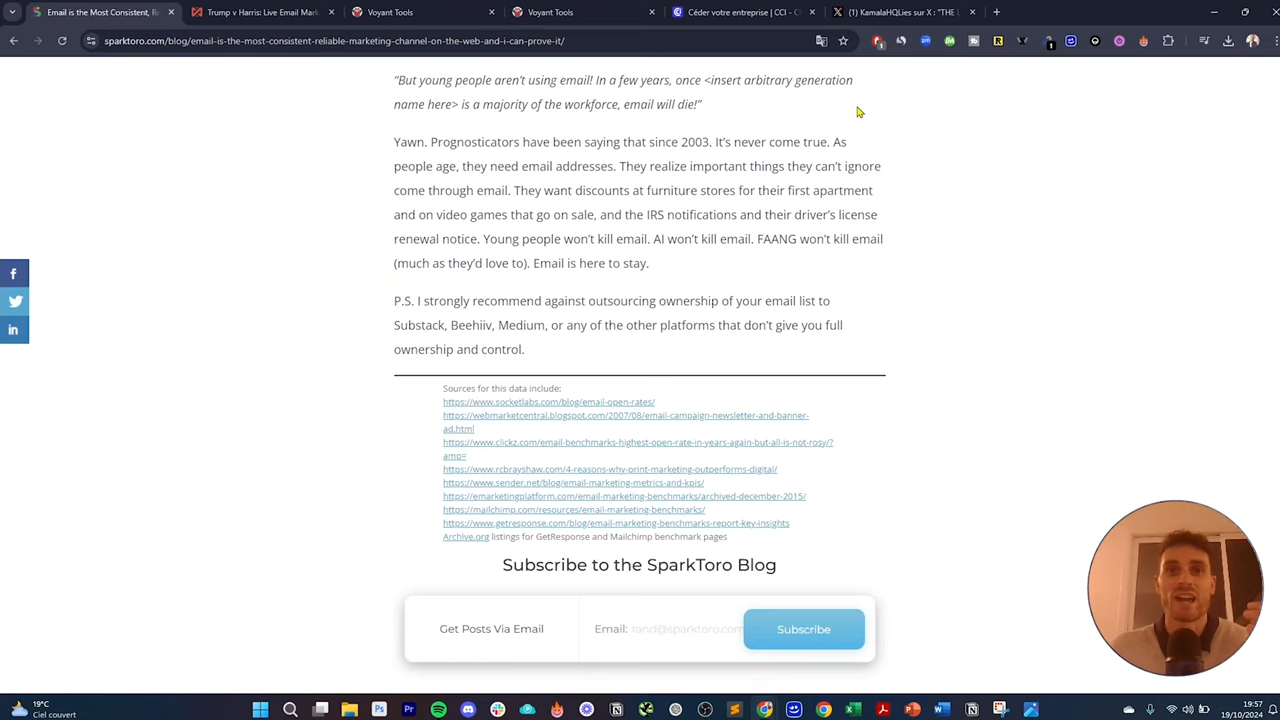 Email is the Most Consistent, Re
Trump v Harris: Live Email Mark
Voyant Tools
Voyant Tools
Céder votre entreprise | CCI - C
(1) KamalaHQLies sur X : "THE L
sparktoro.com/blog/email-is-the-most-consistent-reliable-marketing-channel-on-the-web-and-i-can-prove-it/
“But young people aren’t using email! In a few years, once <insert arbitrary generation
name here> is a majority of the workforce, email will die!”
Yawn. Prognosticators have been saying that since 2003. It’s never come true. As
people age, they need email addresses. They realize important things they can’t ignore
come through email. They want discounts at furniture stores for their first apartment
and on video games that go on sale, and the IRS notifications and their driver’s license
renewal notice. Young people won’t kill email. AI won’t kill email. FAANG won’t kill email
(much as they’d love to). Email is here to stay.
P.S. I strongly recommend against outsourcing ownership of your email list to
Substack, Beehiiv, Medium, or any of the other platforms that don’t give you full
ownership and control.
Sources for this data include:
https://www.socketlabs.com/blog/email-open-rates/
https://webmarketcentral.blogspot.com/2007/08/email-campaign-newsletter-and-banner-
ad.html
https://www.clickz.com/email-benchmarks-highest-open-rate-in-years-again-but-all-is-not-rosy/?
amp=
https://www.rcbrayshaw.com/4-reasons-why-print-marketing-outperforms-digital/
https://www.sender.net/blog/email-marketing-metrics-and-kpis/
https://emarketingplatform.com/email-marketing-benchmarks/archived-december-2015/
https://mailchimp.com/resources/email-marketing-benchmarks/
https://www.getresponse.com/blog/email-marketing-benchmarks-report-key-insights
Archive.org listings for GetResponse and Mailchimp benchmark pages
Subscribe to the SparkToro Blog
Get Posts Via Email
Email: rand@sparktoro.com
Subscribe
19°C
Ciel couvert
19:57
19/10/2024